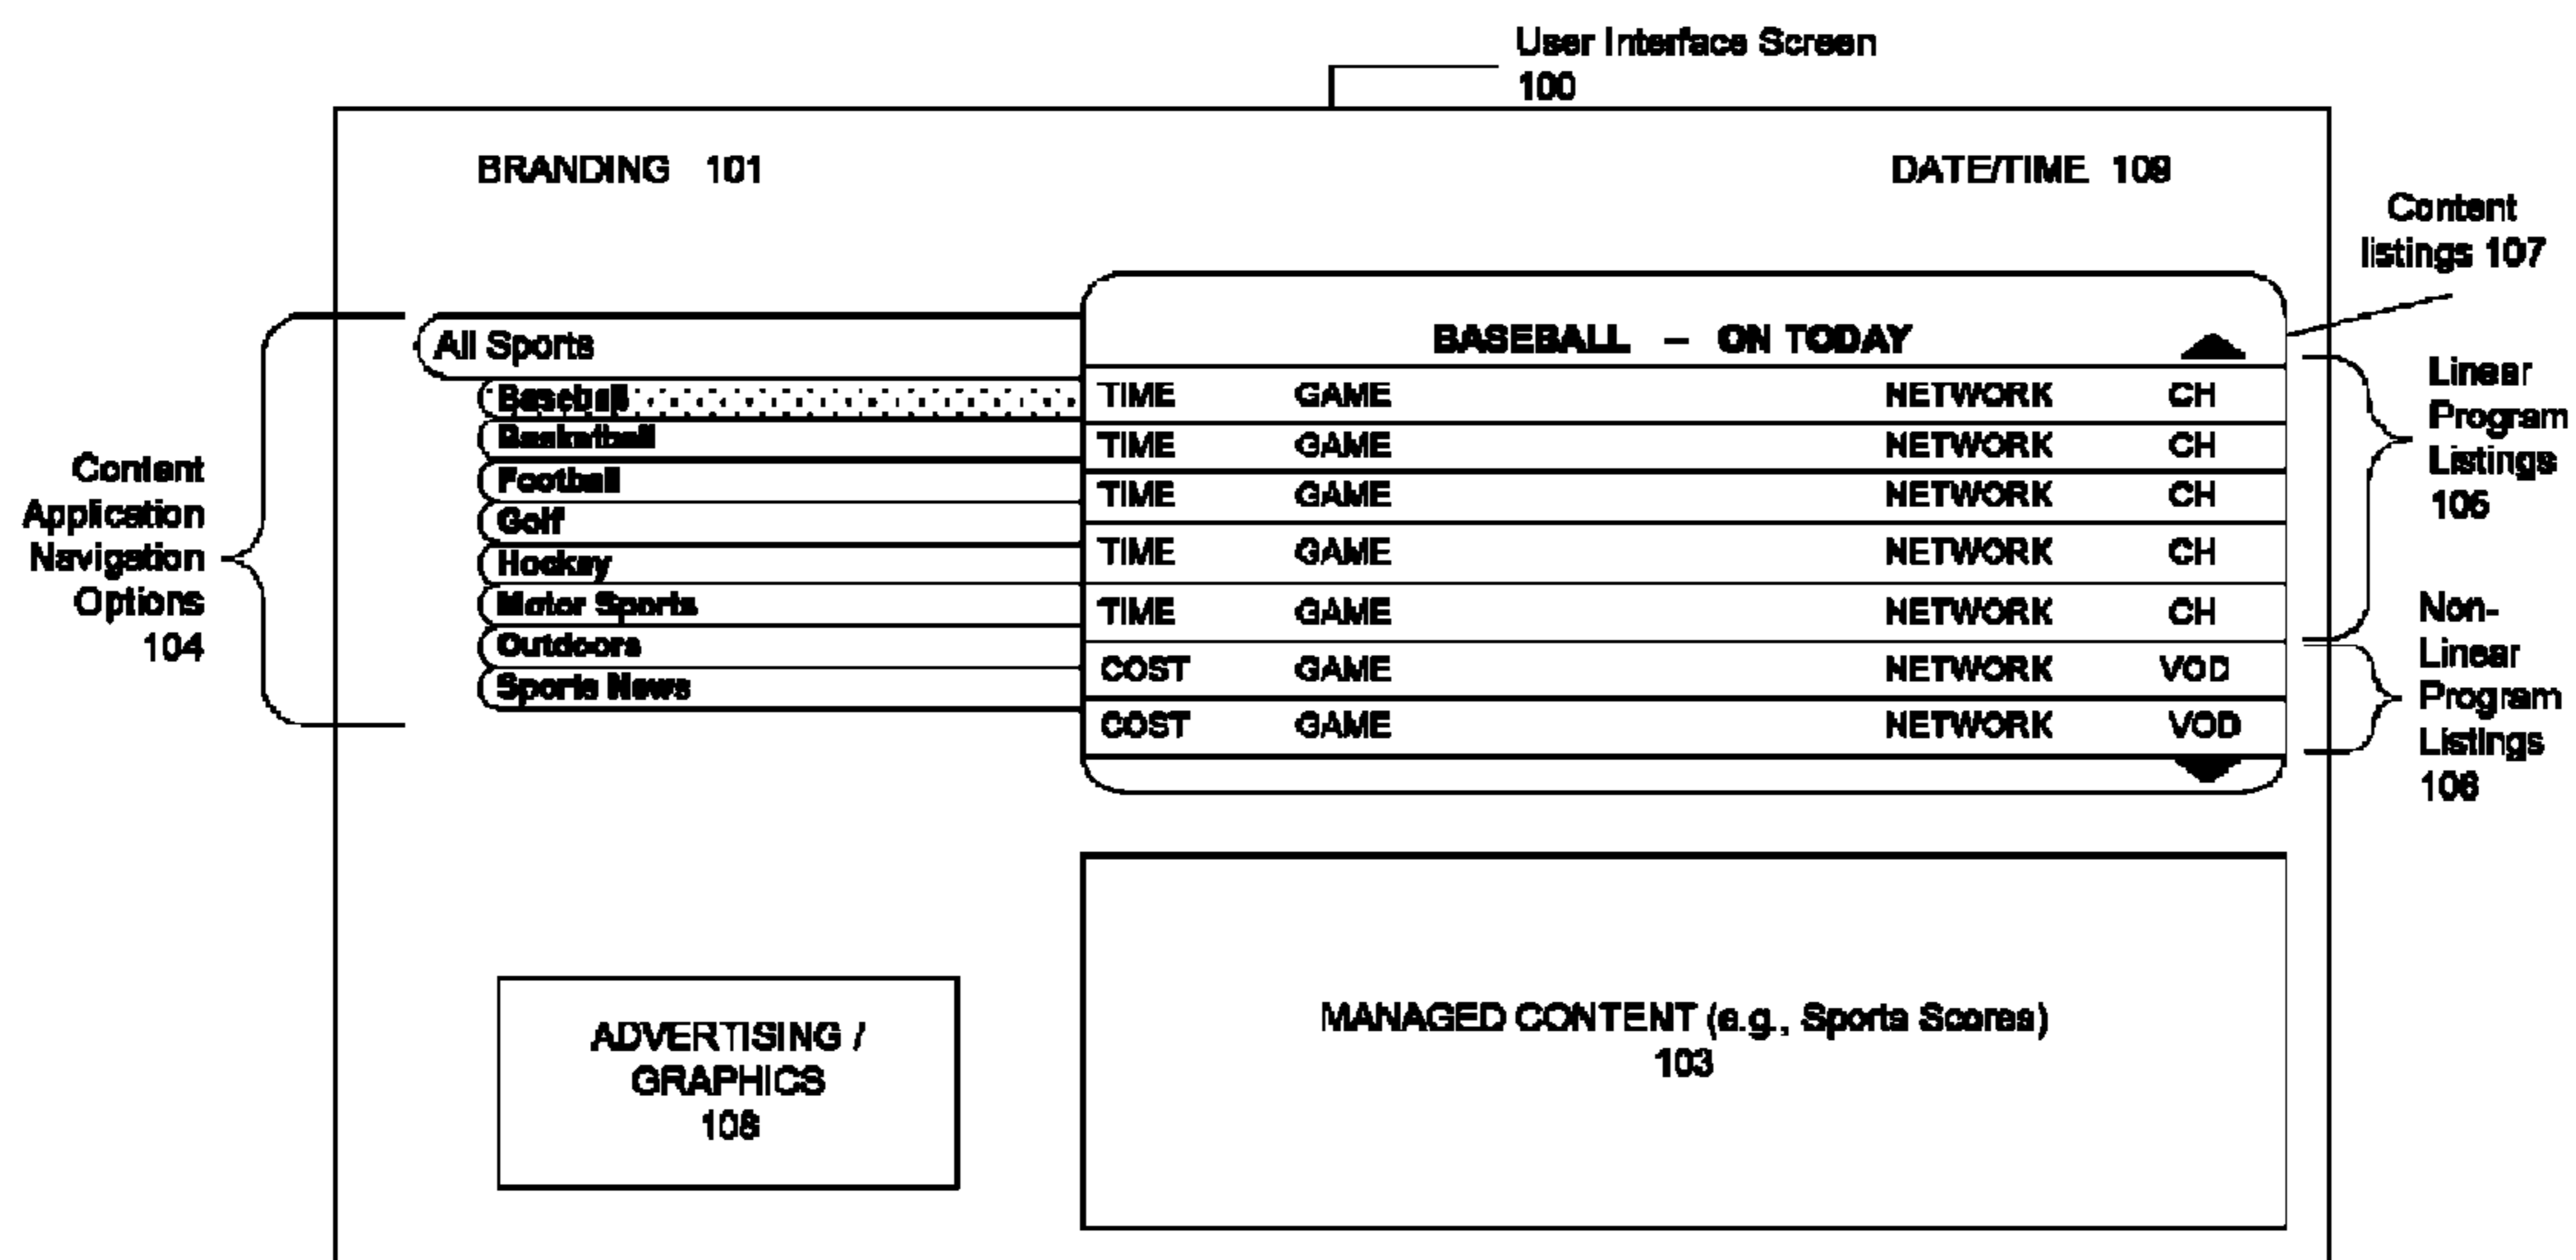 User Interface Screen
100
BRANDING 101
DATE/TIME 109
Content
listings 107
All Sports
Baseball
Basketball
Football
Golf
Hockey
Motor Sports
Outdoors
Sports News
Content
Application
Navigation
Options
104
BASEBALL – ON TODAY
TIME GAME NETWORK CH
TIME GAME NETWORK CH
TIME GAME NETWORK CH
TIME GAME NETWORK CH
TIME GAME NETWORK CH
COST GAME NETWORK VOD
COST GAME NETWORK VOD
Linear
Program
Listings
105
Non-
Linear
Program
Listings
106
ADVERTISING /
GRAPHICS
108
MANAGED CONTENT (e.g., Sports Scores)
103